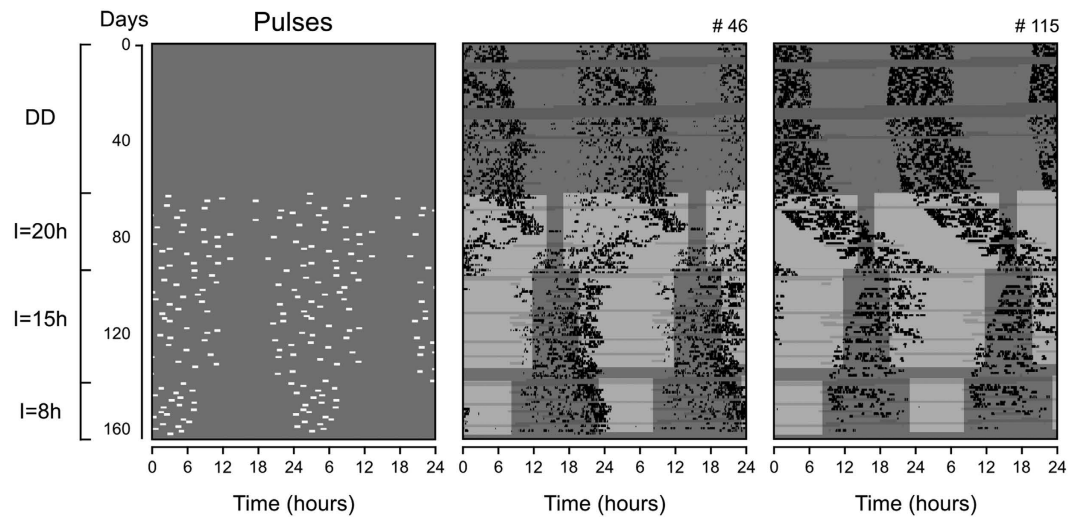 Days
Pulses
# 46
# 115
0
40
80
120
160
DD
I=20h
I=15h
I=8h
0 6 12 18 24 6 12 18 24
0 6 12 18 24 6 12 18 24
0 6 12 18 24 6 12 18 24
Time (hours)
Time (hours)
Time (hours)